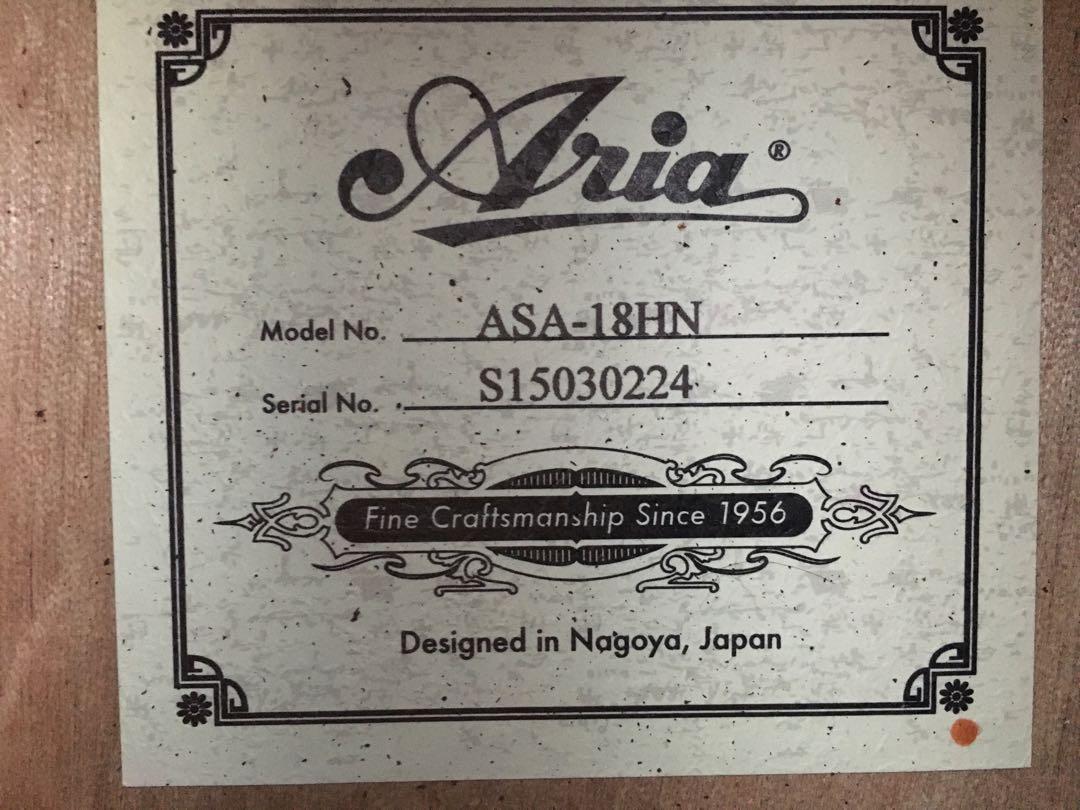 Aria®
Model No. ASA-18HN
Serial No. S15030224
Fine Craftsmanship Since 1956
Designed in Nagoya, Japan